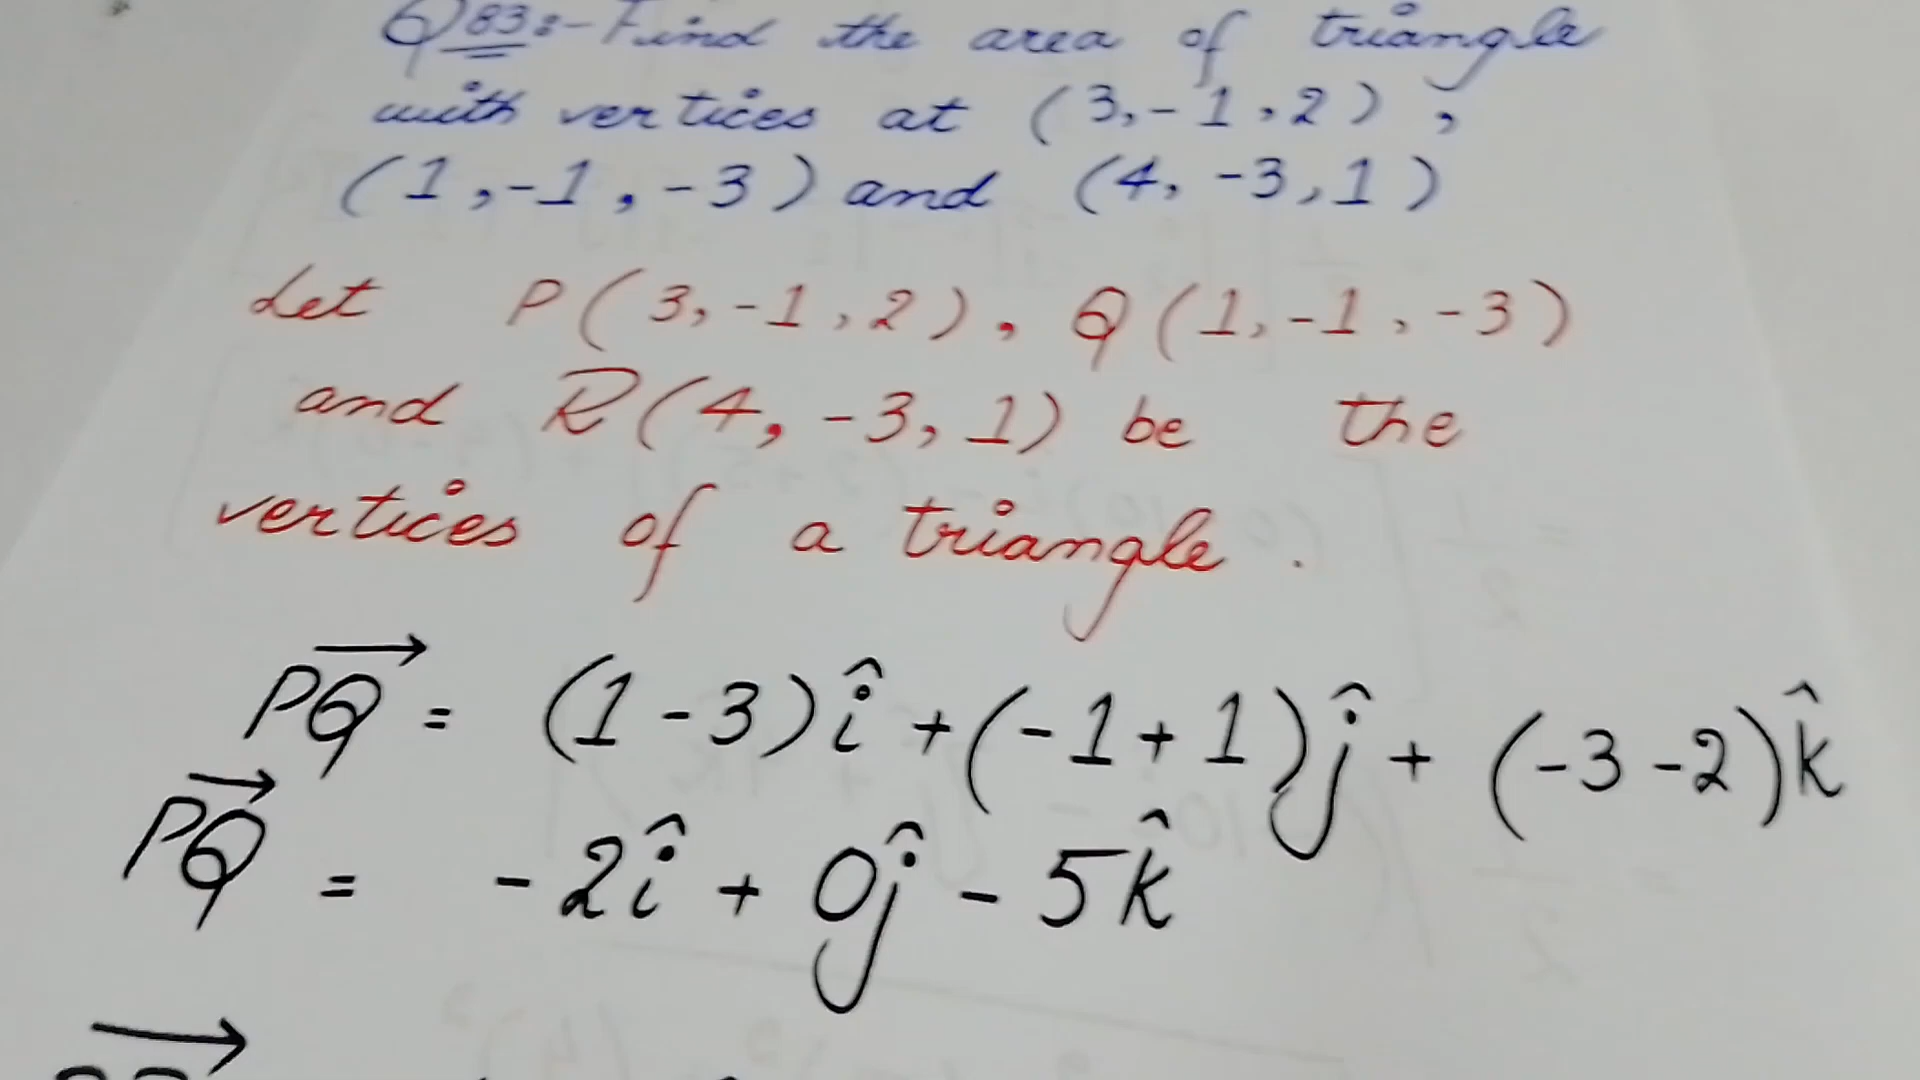 Q83:- Find the area of triangle
with vertices at (3,-1,2),
(1,-1,-3) and (4,-3,1)
Let P(3,-1,2), Q(1,-1,-3)
and R(4,-3,1) be the
vertices of a triangle.
PQ⃗ = (1-3)î + (-1+1)ĵ + (-3-2)k̂
PQ⃗ = -2î + 0ĵ - 5k̂